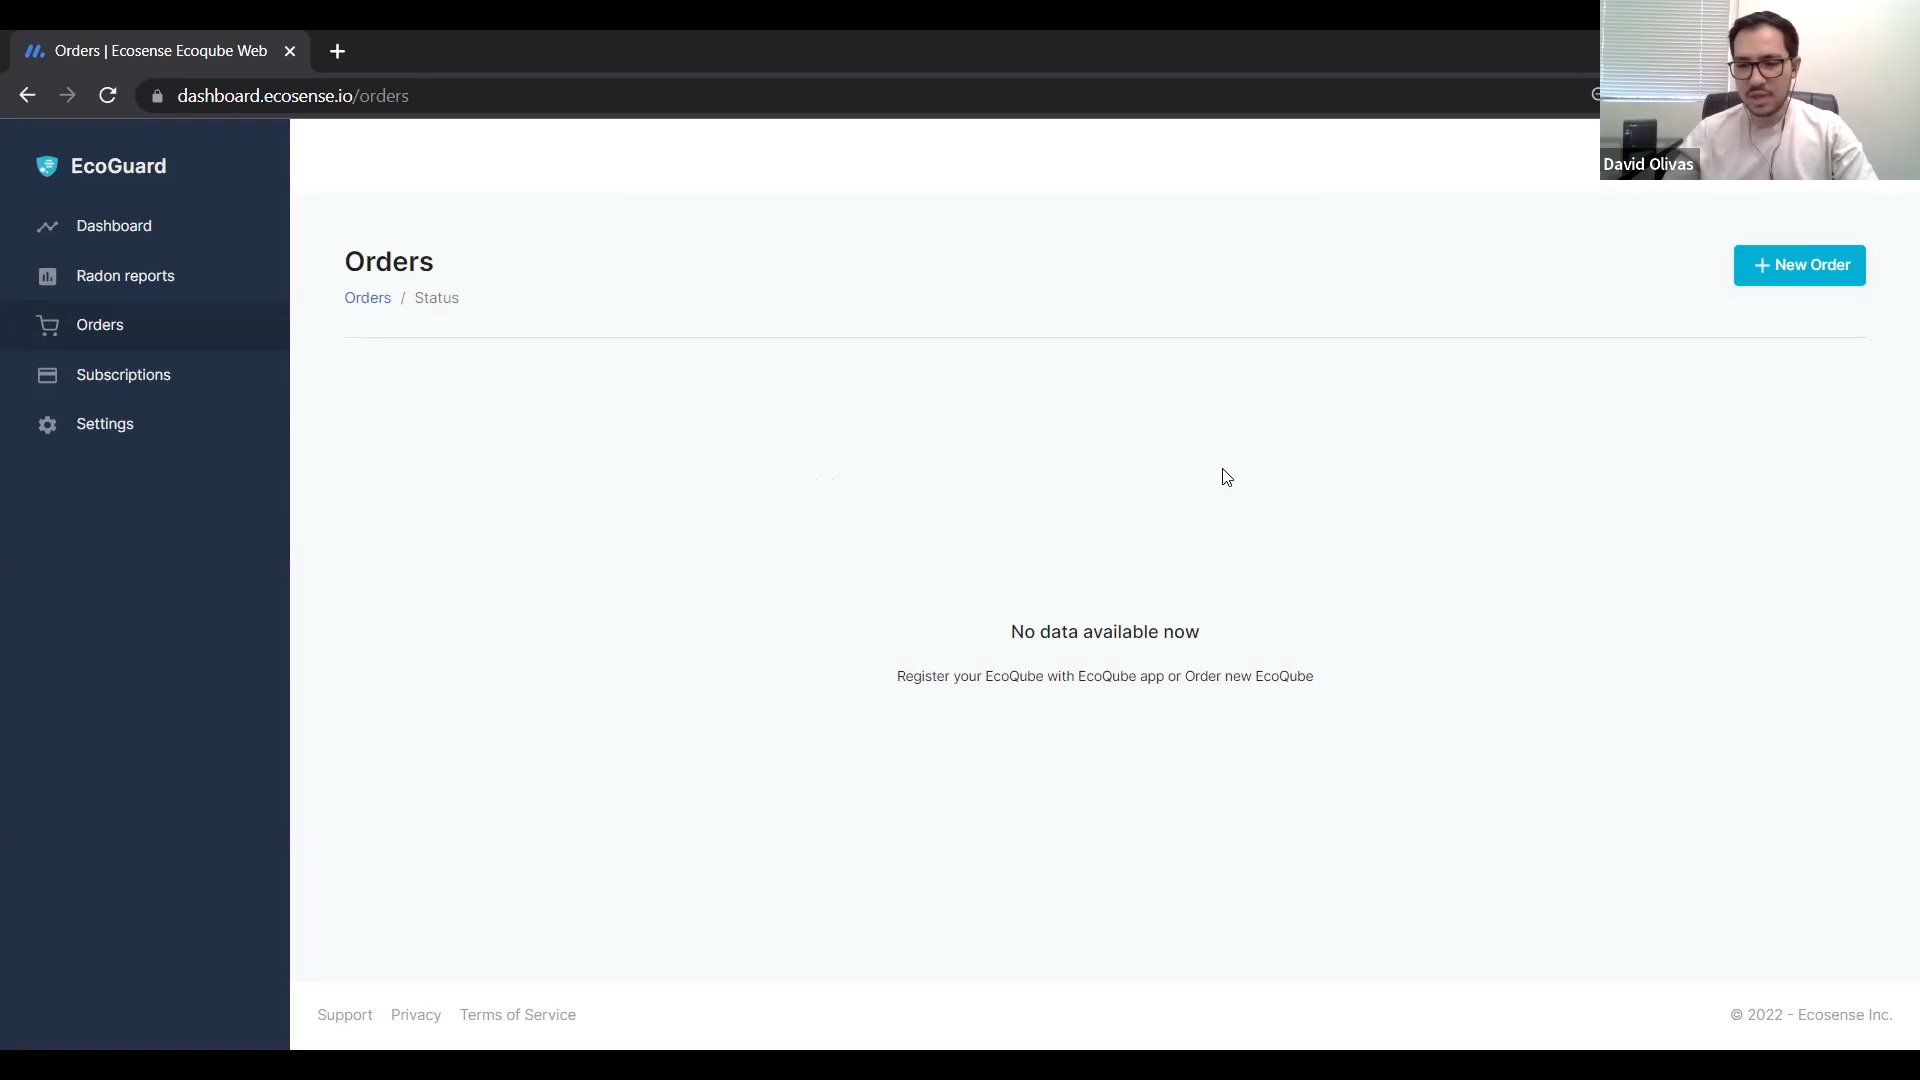 Orders | Ecosense Ecoqube Web
dashboard.ecosense.io/orders
David Olivas
EcoGuard
Dashboard
Radon reports
Orders
Subscriptions
Settings
Orders
Orders / Status
New Order
No data available now
Register your EcoQube with EcoQube app or Order new EcoQube
Support Privacy Terms of Service
© 2022 - Ecosense Inc.